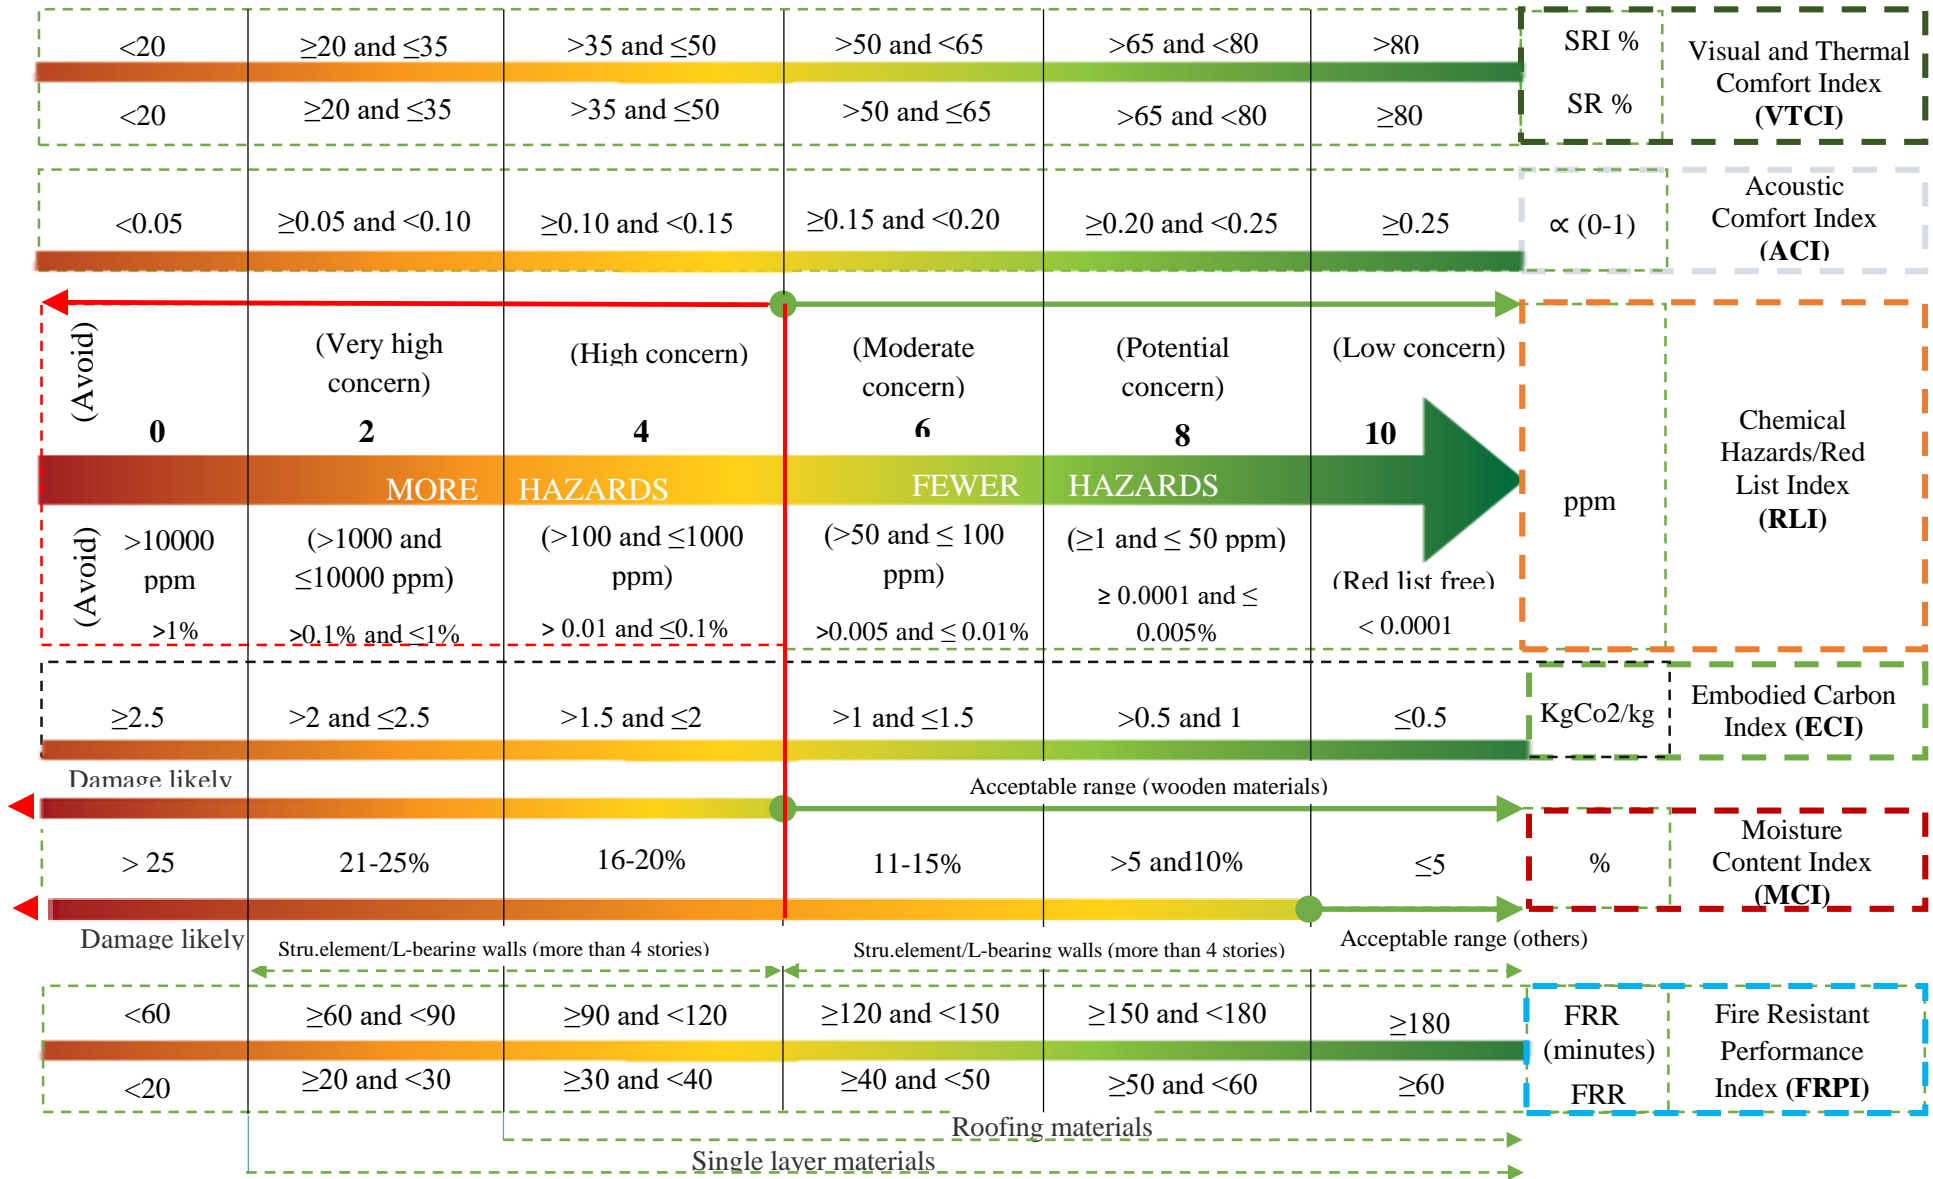 <20 ≥20 and ≤35 >35 and ≤50 >50 and <65 >65 and <80 >80 SRI %
<20 ≥20 and ≤35 >35 and ≤50 >50 and ≤65 >65 and <80 ≥80 SR %
Visual and Thermal
Comfort Index
(VTCI)
<0.05 ≥0.05 and <0.10 ≥0.10 and <0.15 ≥0.15 and <0.20 ≥0.20 and <0.25 ≥0.25 ∝ (0-1)
Acoustic
Comfort Index
(ACI)
(Avoid)
(Very high
concern)
(High concern)
(Moderate
concern)
(Potential
concern)
(Low concern)
0 2 4 6 8 10
MORE HAZARDS FEWER HAZARDS
(Avoid)
>10000
ppm
>1%
(>1000 and
≤10000 ppm)
>0.1% and ≤1%
(>100 and ≤1000
ppm)
> 0.01 and ≤0.1%
(>50 and ≤ 100
ppm)
>0.005 and ≤ 0.01%
(≥1 and ≤ 50 ppm)
≥ 0.0001 and ≤
0.005%
(Red list free)
< 0.0001
ppm
Chemical
Hazards/Red
List Index
(RLI)
≥2.5 >2 and ≤2.5 >1.5 and ≤2 >1 and ≤1.5 >0.5 and 1 ≤0.5 KgCo2/kg
Embodied Carbon
Index (ECI)
Damage likely
Acceptable range (wooden materials)
> 25 21-25% 16-20% 11-15% >5 and10% ≤5 %
Moisture
Content Index
(MCI)
Damage likely
Stru.element/L-bearing walls (more than 4 stories)
Stru.element/L-bearing walls (more than 4 stories)
Acceptable range (others)
<60 ≥60 and <90 ≥90 and <120 ≥120 and <150 ≥150 and <180 ≥180 FRR
(minutes)
<20 ≥20 and <30 ≥30 and <40 ≥40 and <50 ≥50 and <60 ≥60 FRR
Fire Resistant
Performance
Index (FRPI)
Roofing materials
Single layer materials